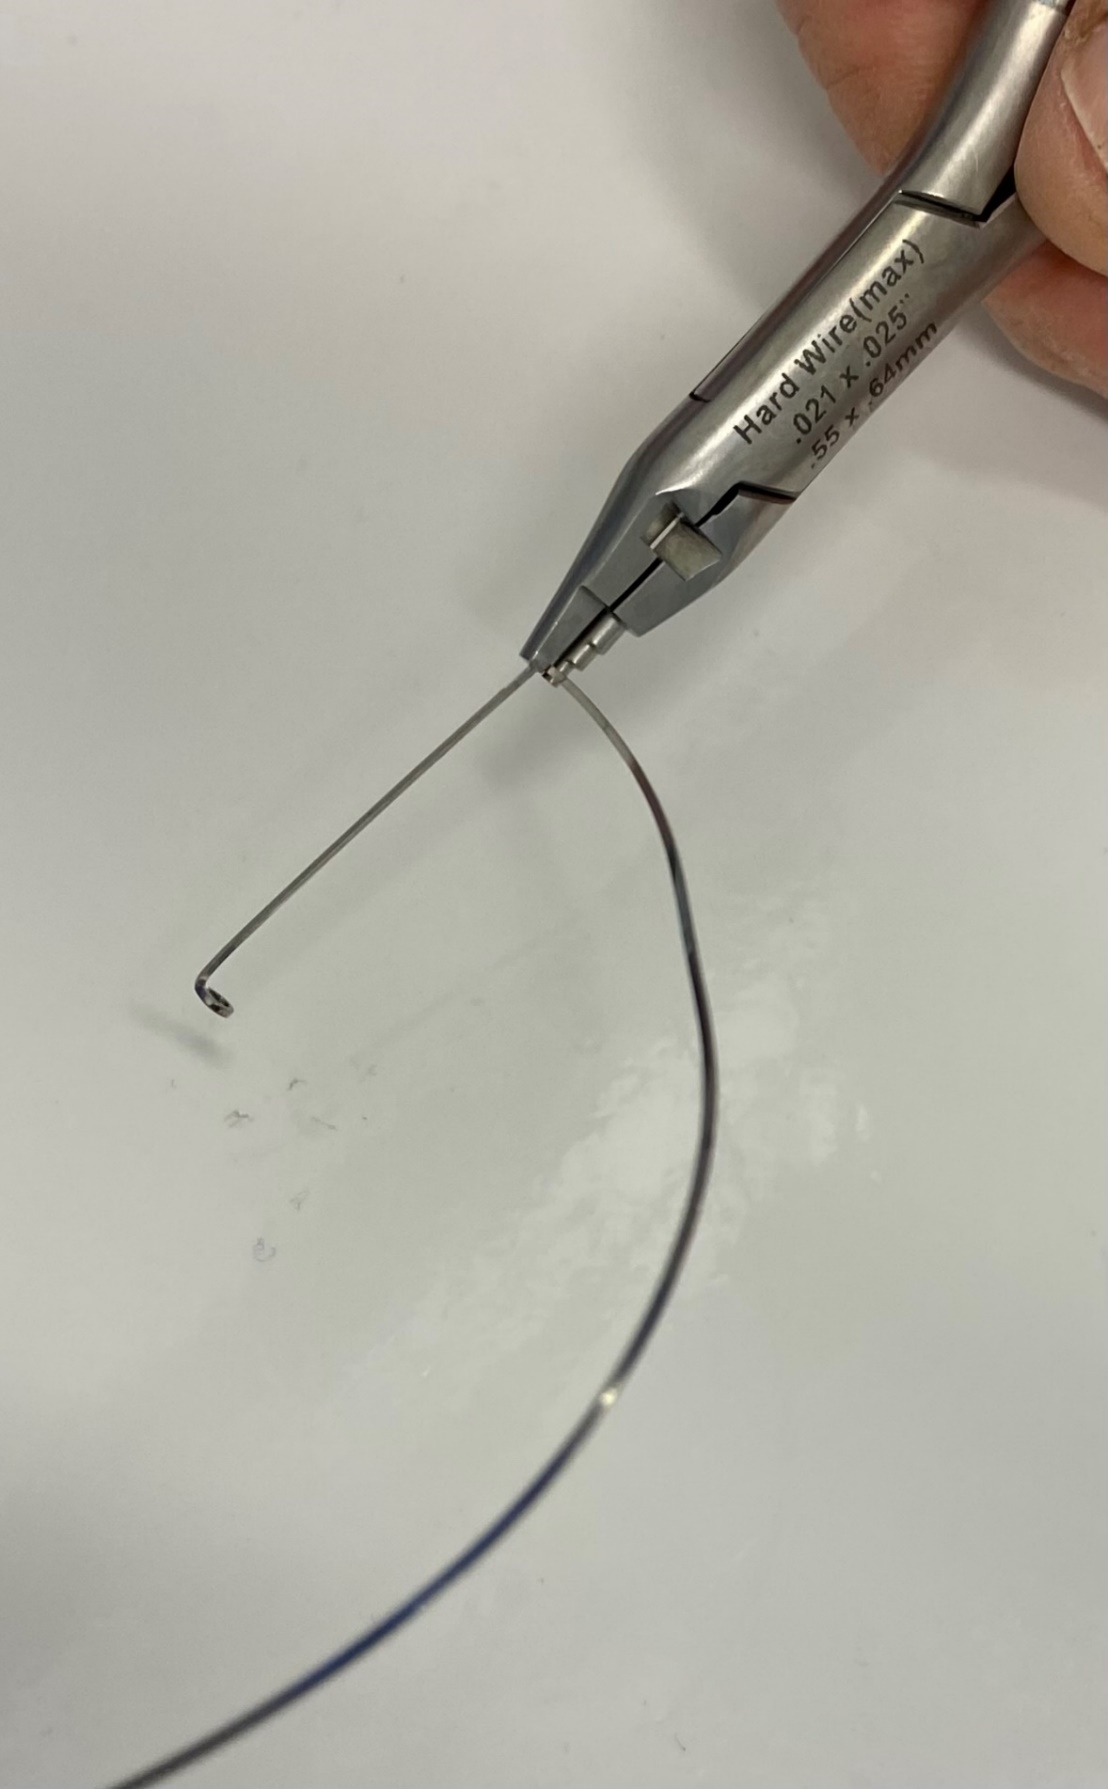 Hard Wire(max)
.021 x .025"
.55 x .64mm